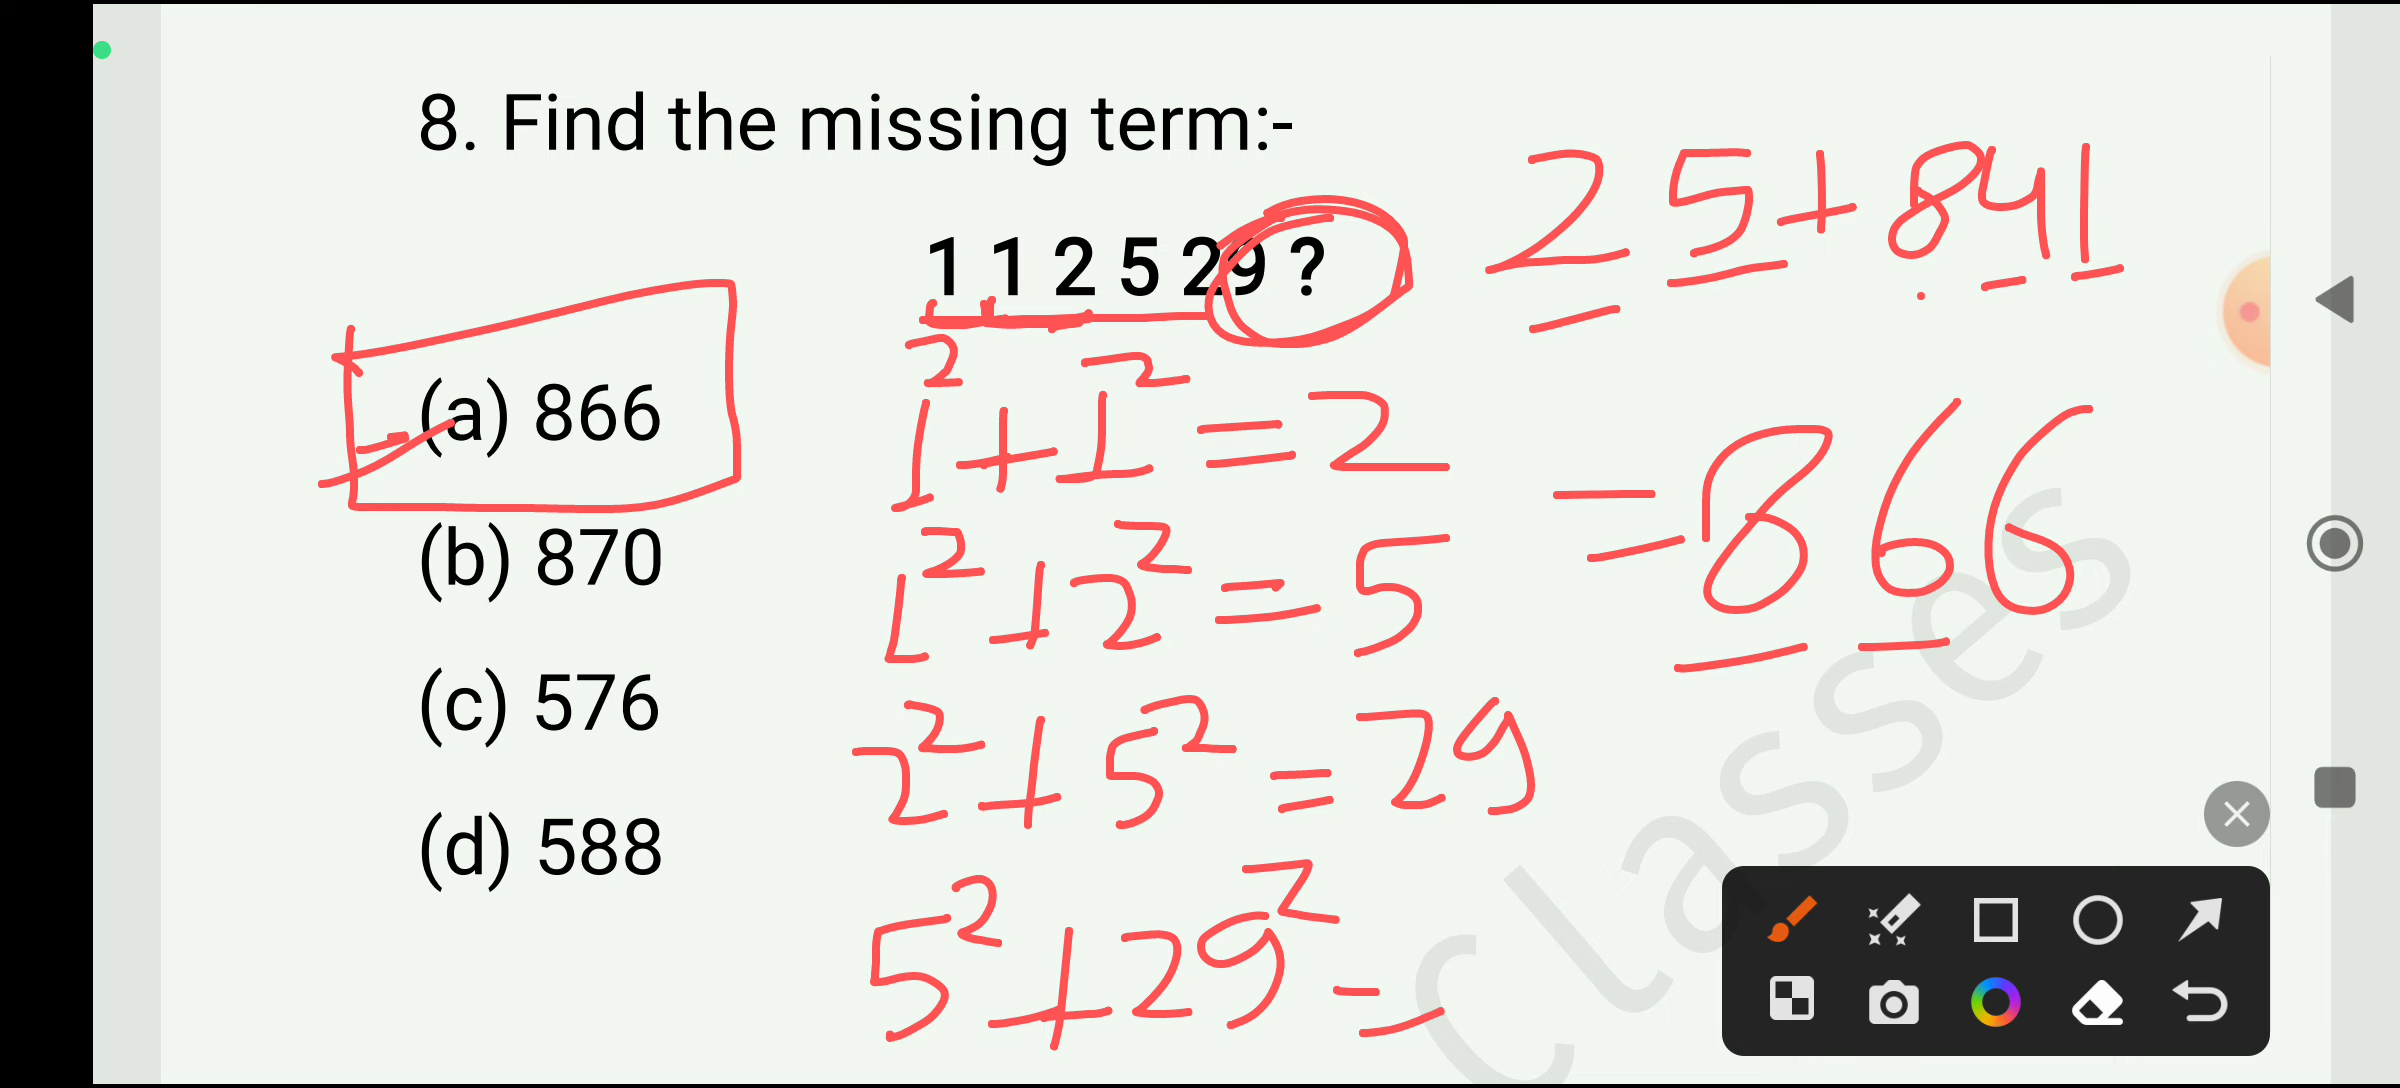 8. Find the missing term:-
1 1 2 5 29 ?
(a) 866
(b) 870
(c) 576
(d) 588
1² + 1² = 2
1² + 2² = 5
2² + 5² = 29
5² + 29² =
25 + 841
= 866
Classes